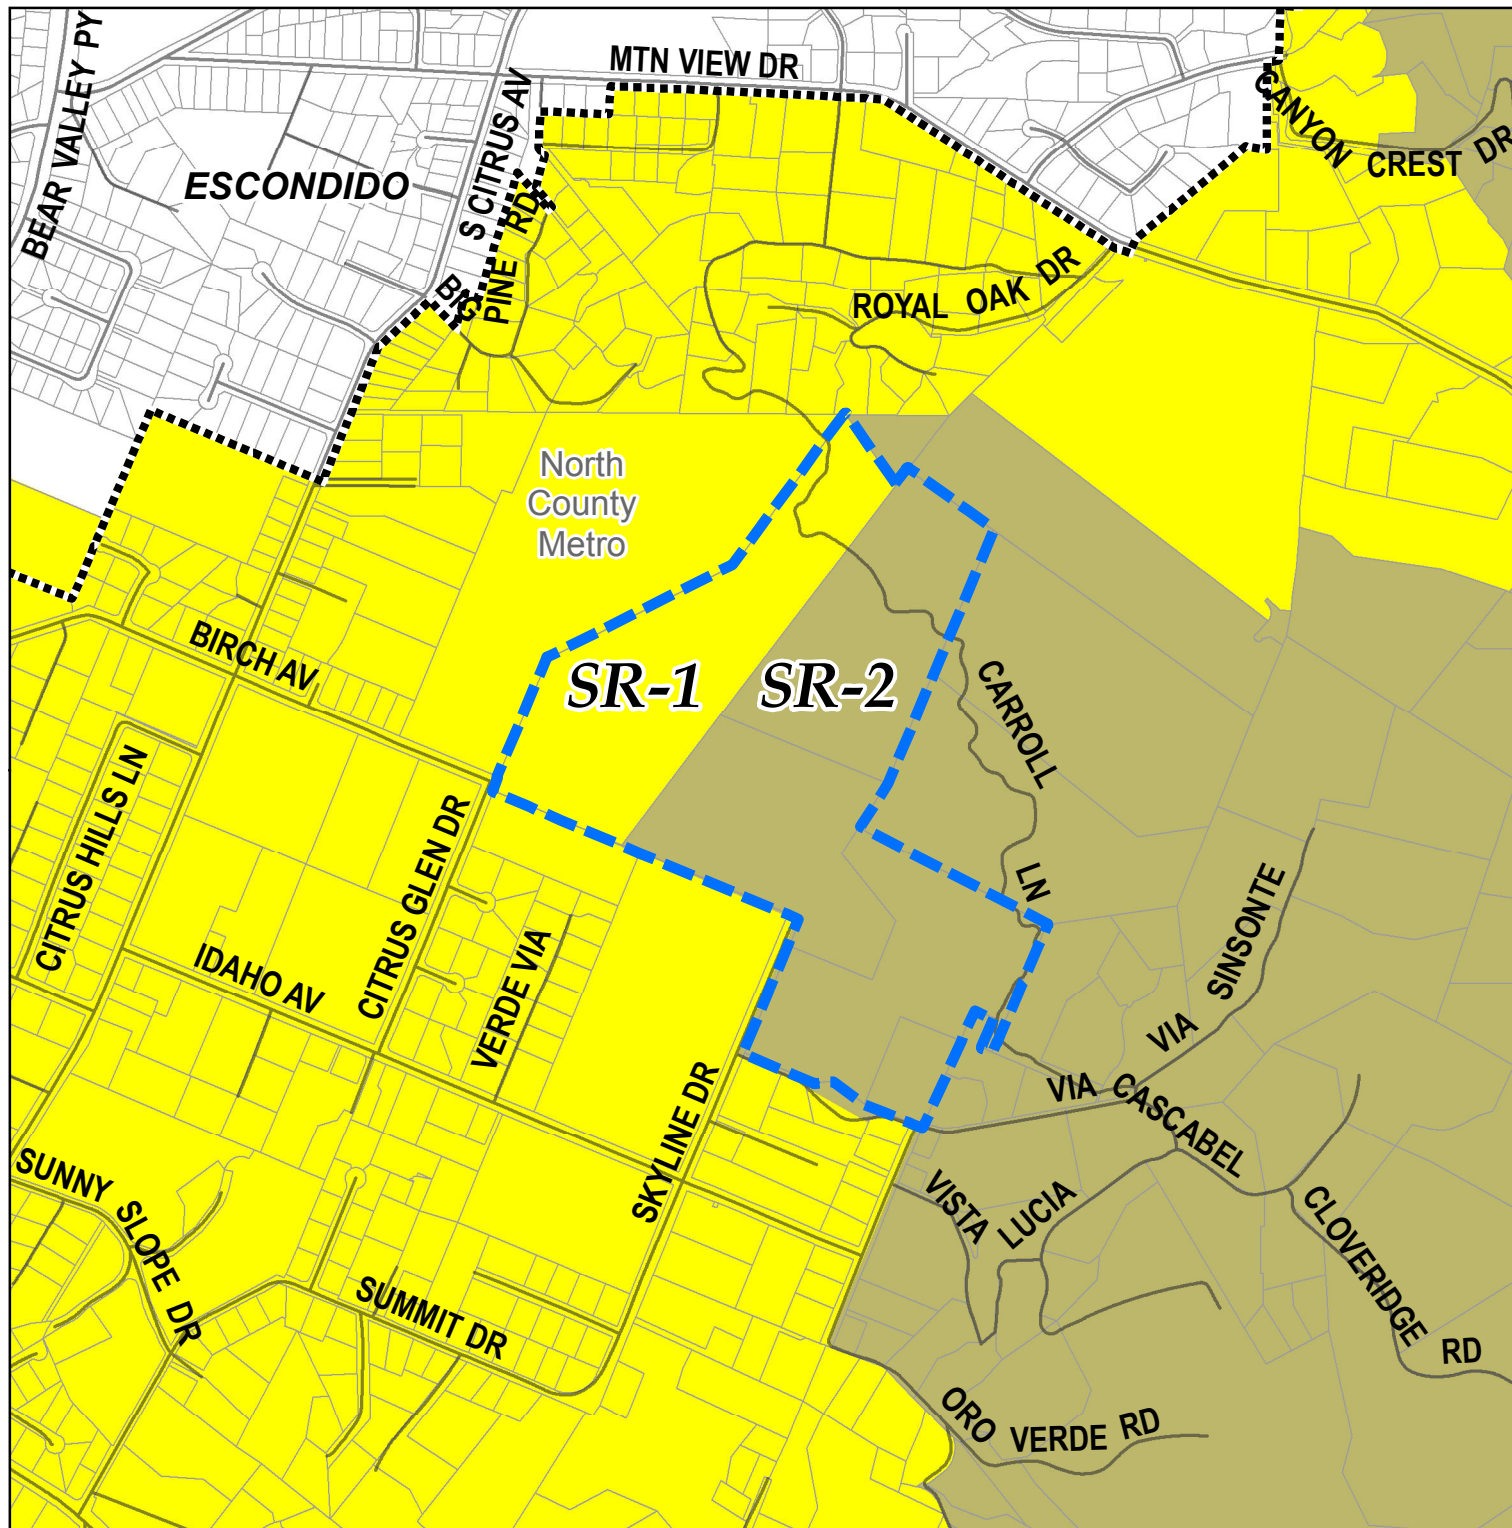 MTN VIEW DR
BEAR VALLEY PY
S CITRUS AV
ESCONDIDO
CANYON CREST DR
BIG PINE RD
ROYAL OAK DR
North
County
Metro
BIRCH AV
SR-1
SR-2
CARROLL LN
CITRUS HILLS LN
CITRUS GLEN DR
VERDE VIA
IDAHO AV
VIA SINSONTE
VIA CASCABEL
SKYLINE DR
SUNNY SLOPE DR
VISTA LUCIA
CLOVERIDGE RD
SUMMIT DR
ORO VERDE RD